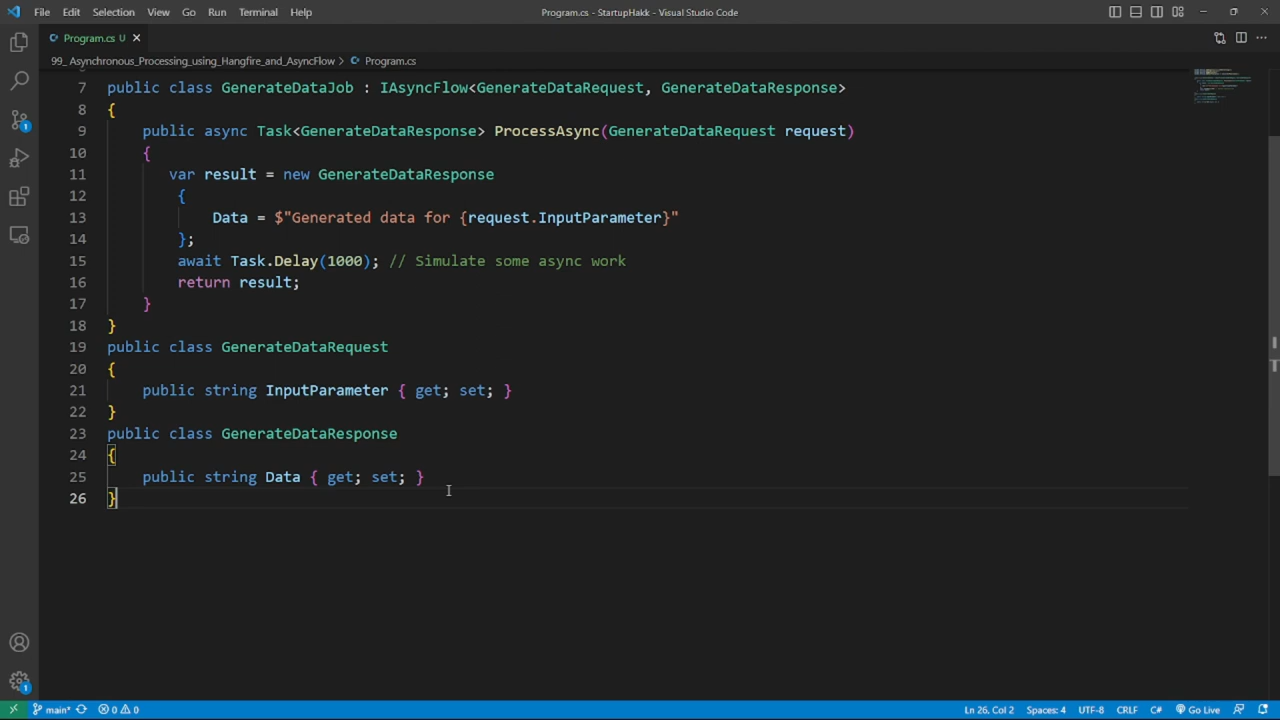 File Edit Selection View Go Run Terminal Help Program.cs - StartupHakk - Visual Studio Code
Program.cs U
99_Asynchronous_Processing_using_Hangfire_and_AsyncFlow > Program.cs
7 public class GenerateDataJob : IAsyncFlow<GenerateDataRequest, GenerateDataResponse>
8 {
9 public async Task<GenerateDataResponse> ProcessAsync(GenerateDataRequest request)
10 {
11 var result = new GenerateDataResponse
12 {
13 Data = $"Generated data for {request.InputParameter}"
14 };
15 await Task.Delay(1000); // Simulate some async work
16 return result;
17 }
18 }
19 public class GenerateDataRequest
20 {
21 public string InputParameter { get; set; }
22 }
23 public class GenerateDataResponse
24 {
25 public string Data { get; set; }
26 }
1
1
main* 0 0 Ln 26, Col 2 Spaces: 4 UTF-8 CRLF C# Go Live